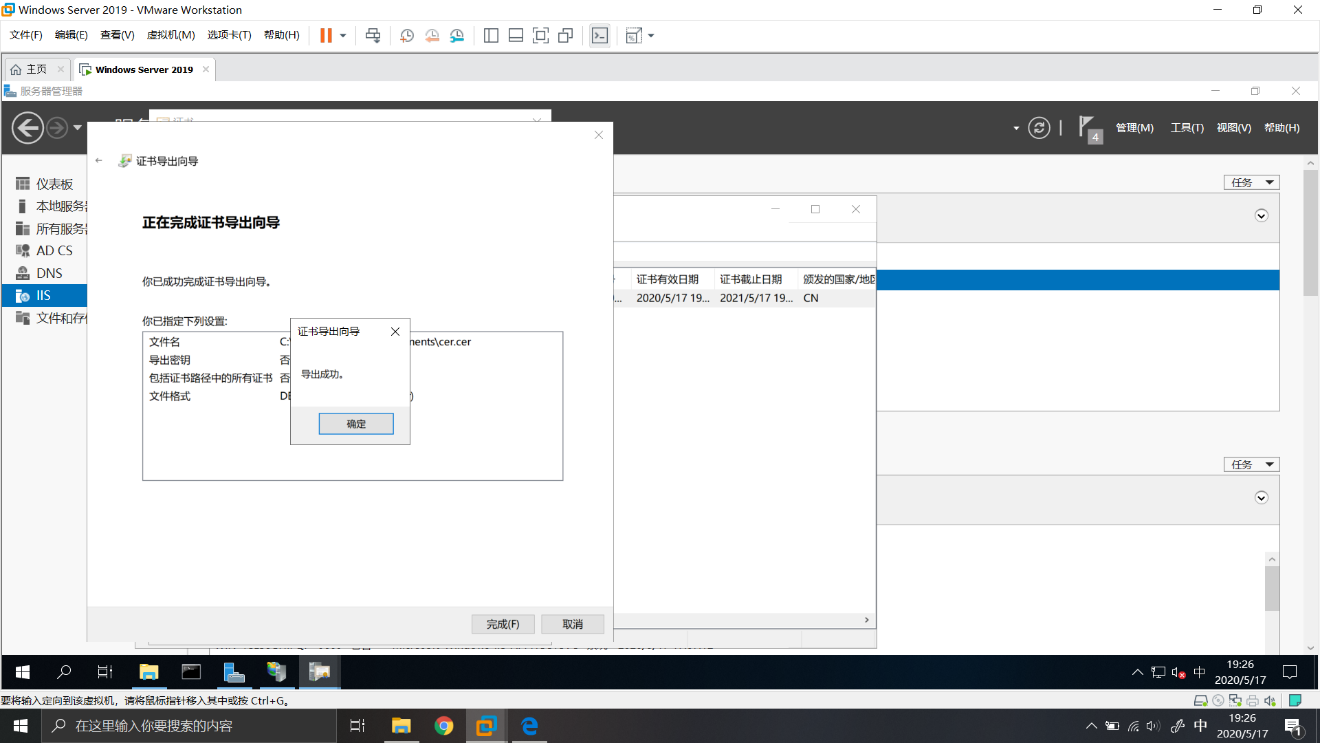 Windows Server 2019 - VMware Workstation
文件(F) 编辑(E) 查看(V) 虚拟机(M) 选项卡(T) 帮助(H)
主页 Windows Server 2019
服务器管理器
4 管理(M) 工具(T) 视图(V) 帮助(H)
证书导出向导
仪表板
本地服务器
所有服务器
AD CS
DNS
IIS
文件和存
任务
正在完成证书导出向导
你已成功完成证书导出向导。
你已指定下列设置:
文件名 C:\ ments\cer.cer
导出密钥 否
包括证书路径中的所有证书 否
文件格式 DE
证书导出向导
导出成功。
确定
完成(F) 取消
证书有效日期 证书截止日期 颁发的国家/地区
2020/5/17 19... 2021/5/17 19... CN
任务
中 19:26
2020/5/17
要将输入定向到该虚拟机，请将鼠标指针移入其中或按 Ctrl+G。
在这里输入你要搜索的内容
中 19:26
2020/5/17
1